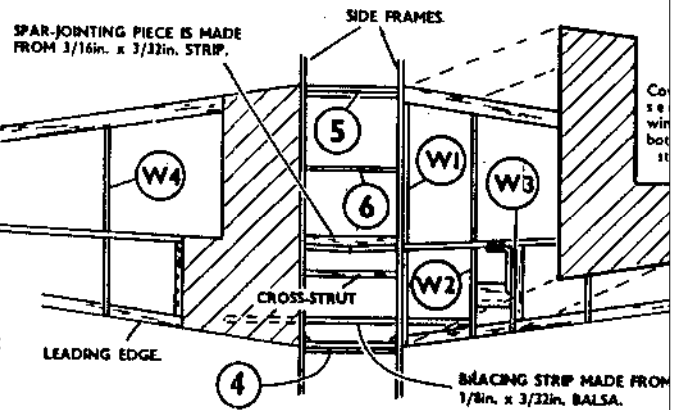 SIDE FRAMES.
SPAR-JOINTING PIECE IS MADE
FROM 3/16in. x 3/32in. STRIP.
5
W4
6
W1
W3
W2
CROSS-STRUT
LEADING EDGE.
4
BRACING STRIP MADE FROM
1/8in. x 3/32in. BALSA.